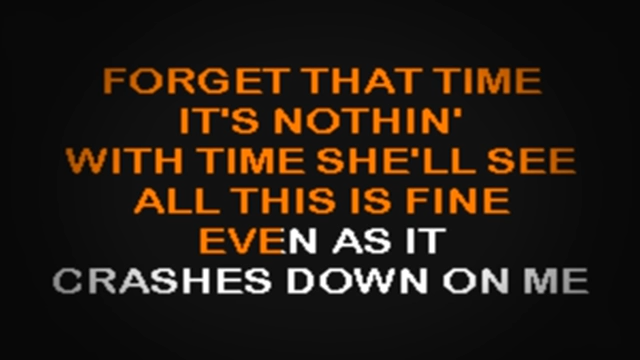 FORGET THAT TIME
IT'S NOTHIN'
WITH TIME SHE'LL SEE
ALL THIS IS FINE
EVEN AS IT
CRASHES DOWN ON ME